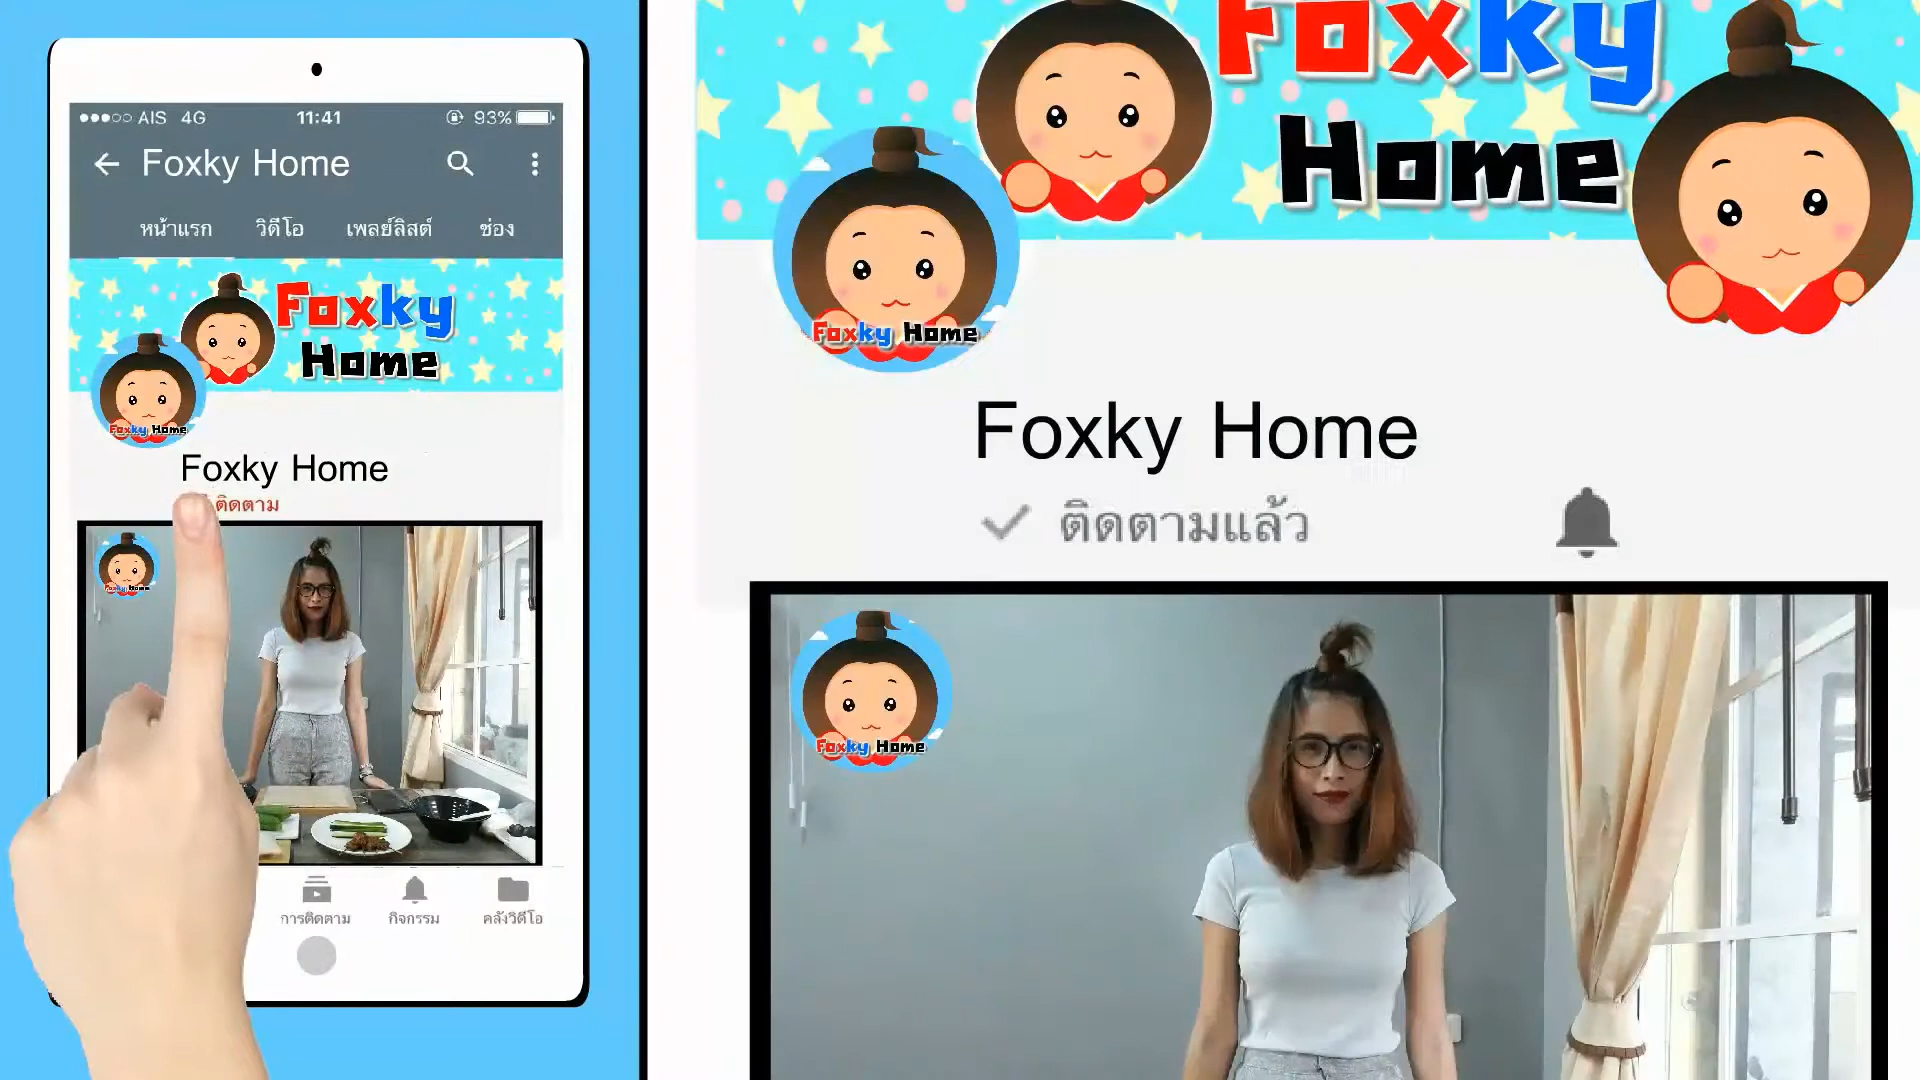 AIS 4G 11:41 93%
Foxky Home
หน้าแรก วิดีโอ เพลย์ลิสต์ ช่อง
Foxky
Home
Foxky Home
Foxky Home
ติดตาม
Foxky Home
การติดตาม กิจกรรม คลังวิดีโอ
Foxky
Home
Foxky Home
Foxky Home
ติดตามแล้ว
Foxky Home